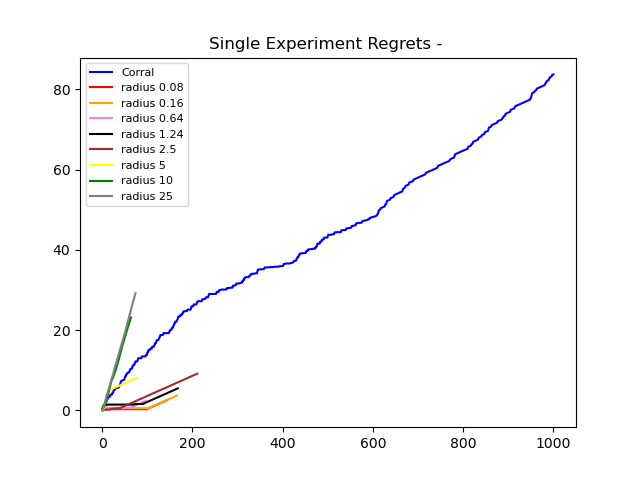 Single Experiment Regrets -
Corral
radius 0.08
radius 0.16
radius 0.64
radius 1.24
radius 2.5
radius 5
radius 10
radius 25
80
60
40
20
0
0 200 400 600 800 1000